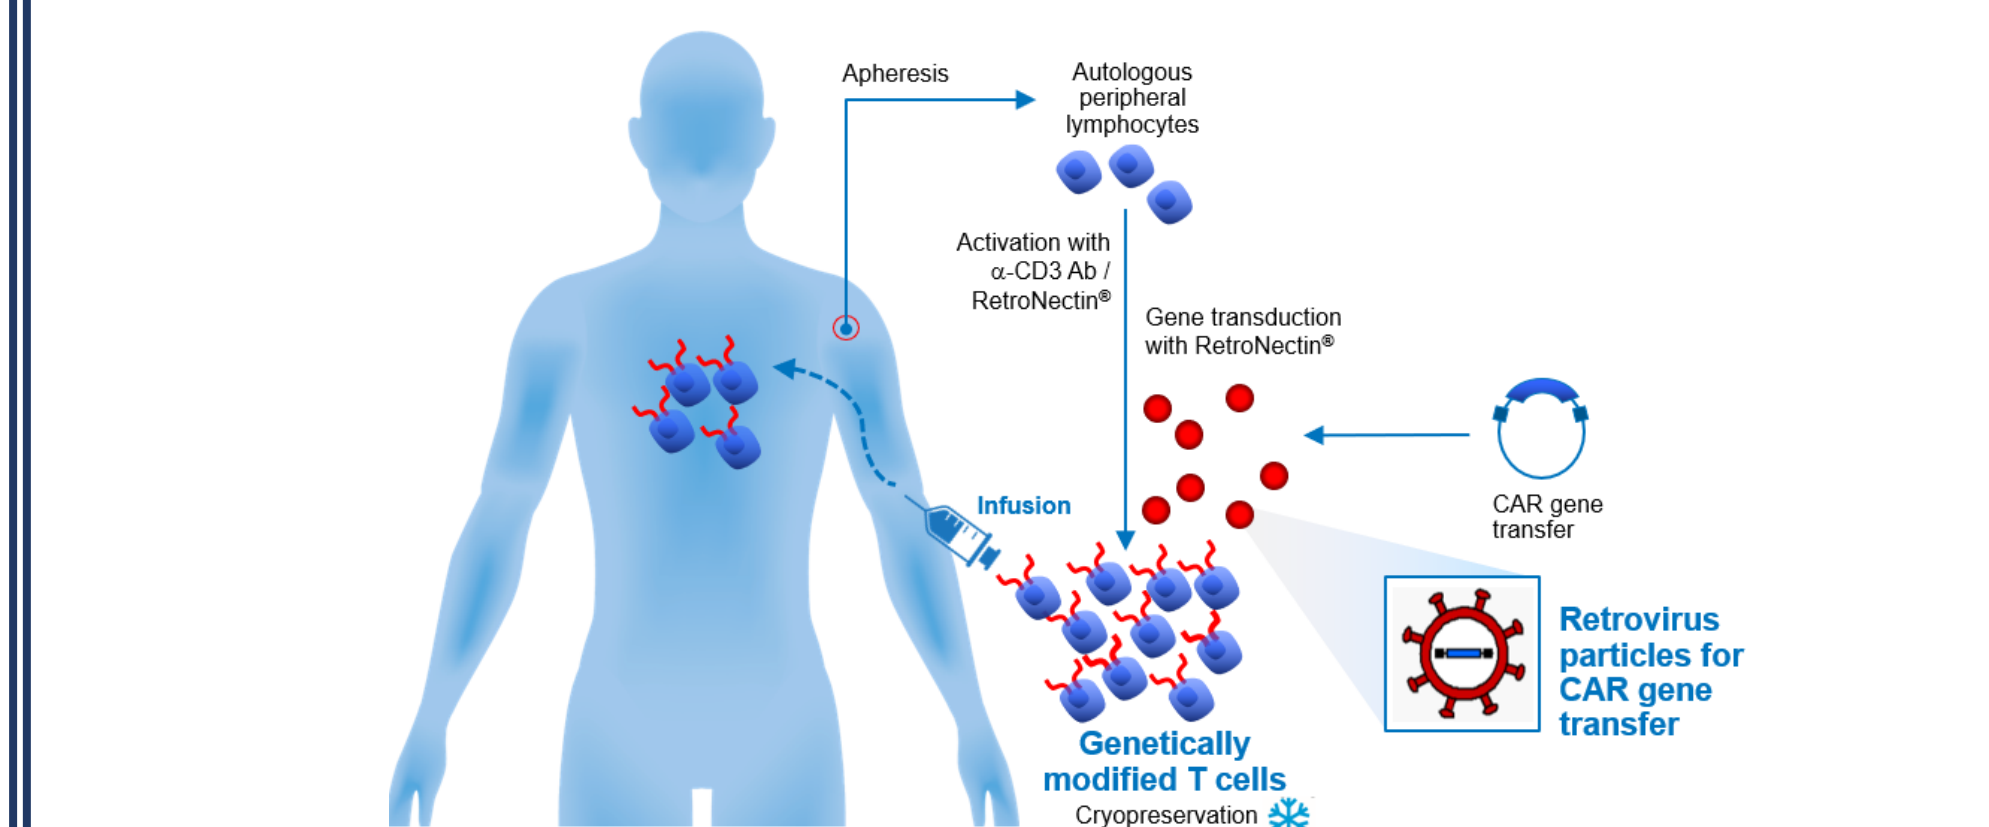 Apheresis
Autologous
peripheral
lymphocytes
Activation with
α-CD3 Ab /
RetroNectin®
Gene transduction
with RetroNectin®
CAR gene
transfer
Infusion
Retrovirus
particles for
CAR gene
transfer
Genetically
modified T cells
Cryopreservation